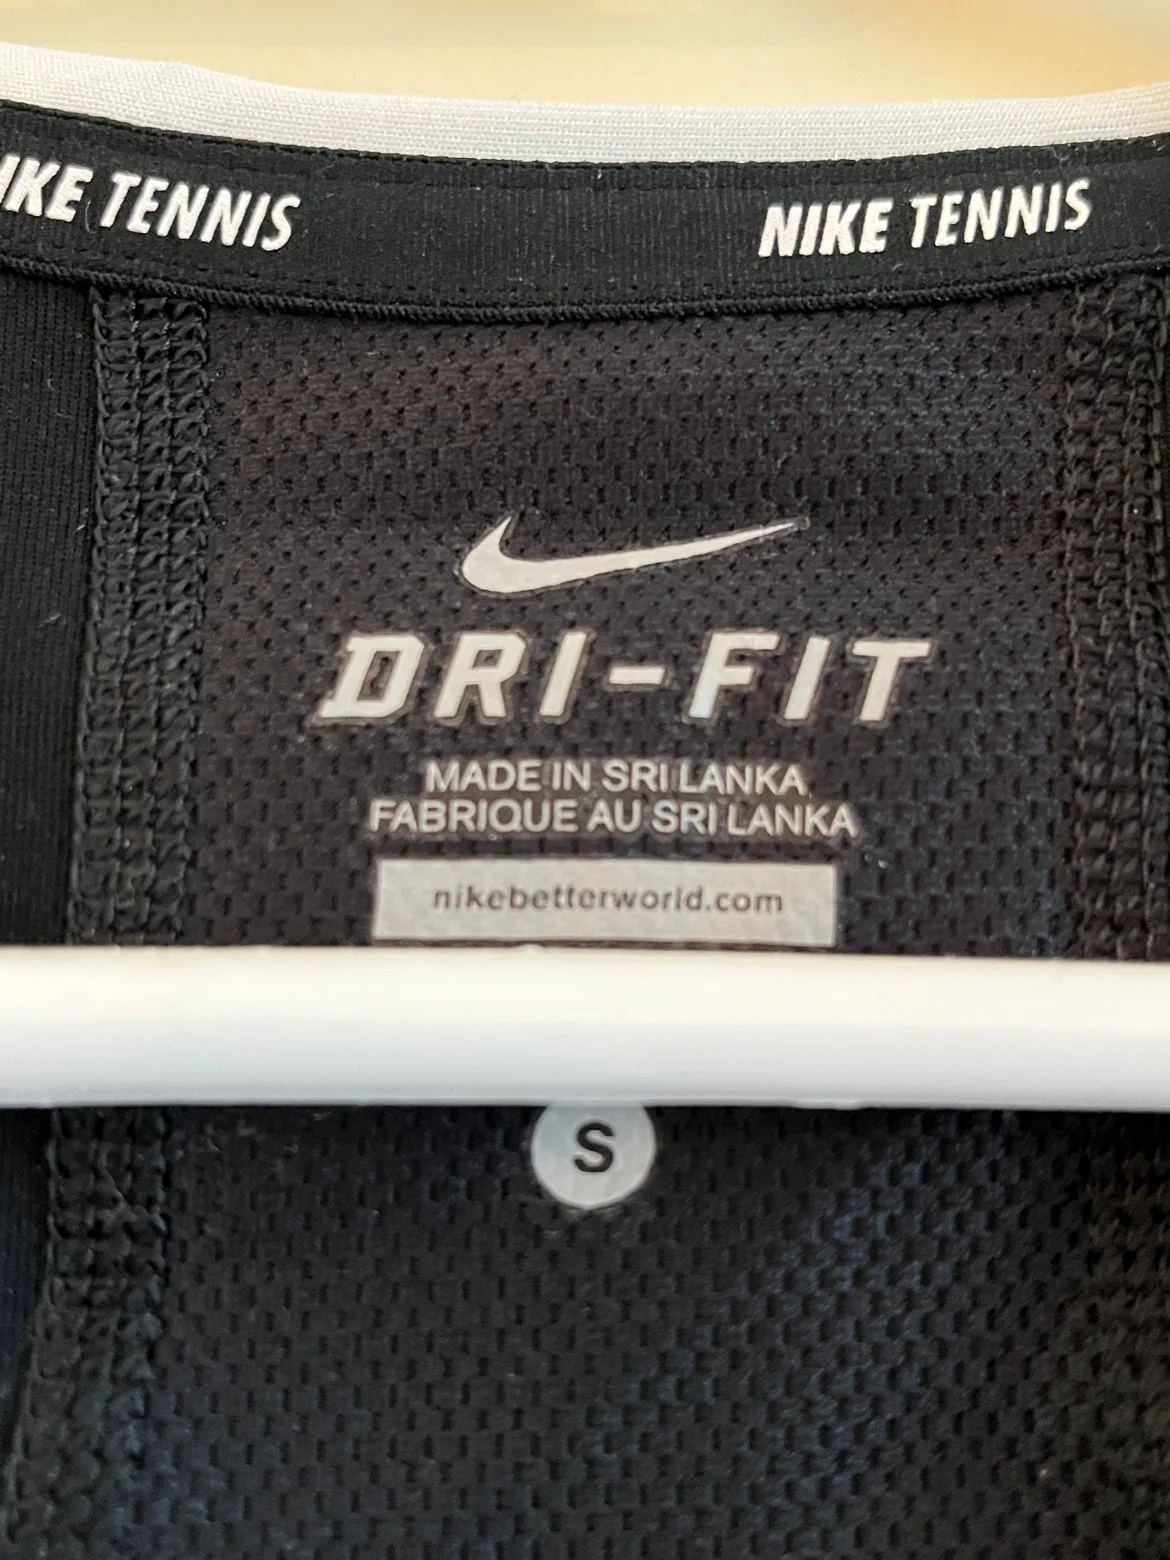 IKE TENNIS NIKE TENNIS
DRI-FIT
MADE IN SRI LANKA
FABRIQUE AU SRI LANKA
nikebetterworld.com
S